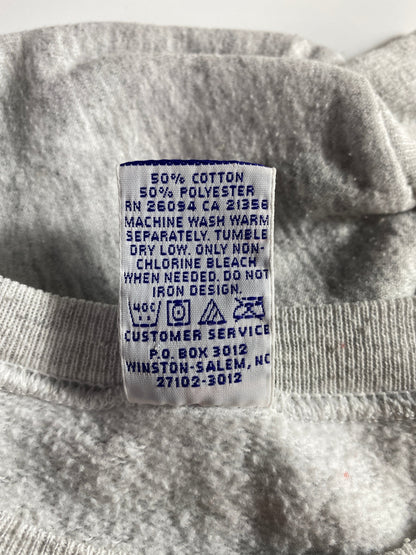 50% COTTON
50% POLYESTER
RN 26094 CA 21356
MACHINE WASH WARM
SEPARATELY. TUMBLE
DRY LOW. ONLY NON-
CHLORINE BLEACH
WHEN NEEDED. DO NOT
IRON DESIGN.
40C
CUSTOMER SERVICE
P.O. BOX 3012
WINSTON-SALEM, NC
27102-3012